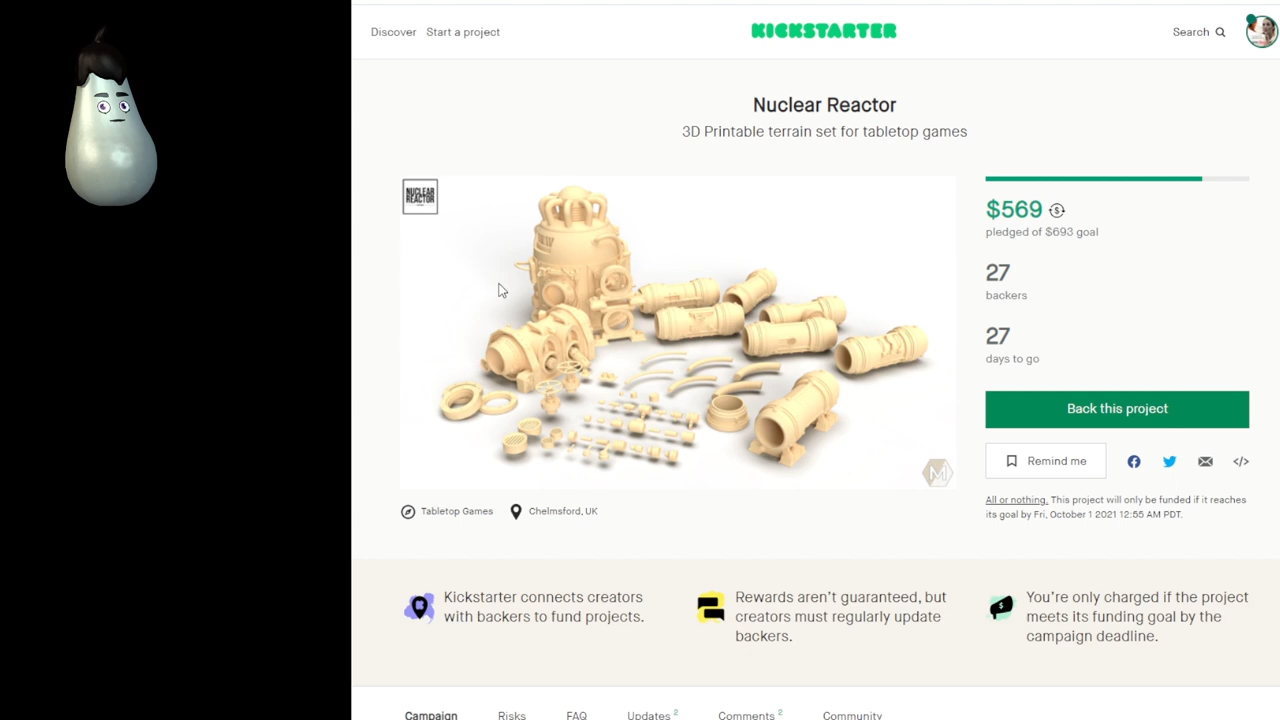 Discover Start a project KICKSTARTER Search
Nuclear Reactor
3D Printable terrain set for tabletop games
NUCLEAR
REACTOR
$569
pledged of $693 goal
27
backers
27
days to go
Back this project
Remind me
All or nothing. This project will only be funded if it reaches
its goal by Fri, October 1 2021 12:55 AM PDT.
M
Tabletop Games Chelmsford, UK
Kickstarter connects creators
with backers to fund projects.
Rewards aren't guaranteed, but
creators must regularly update
backers.
You're only charged if the project
meets its funding goal by the
campaign deadline.
Campaign Risks FAQ Updates 2 Comments 2 Community